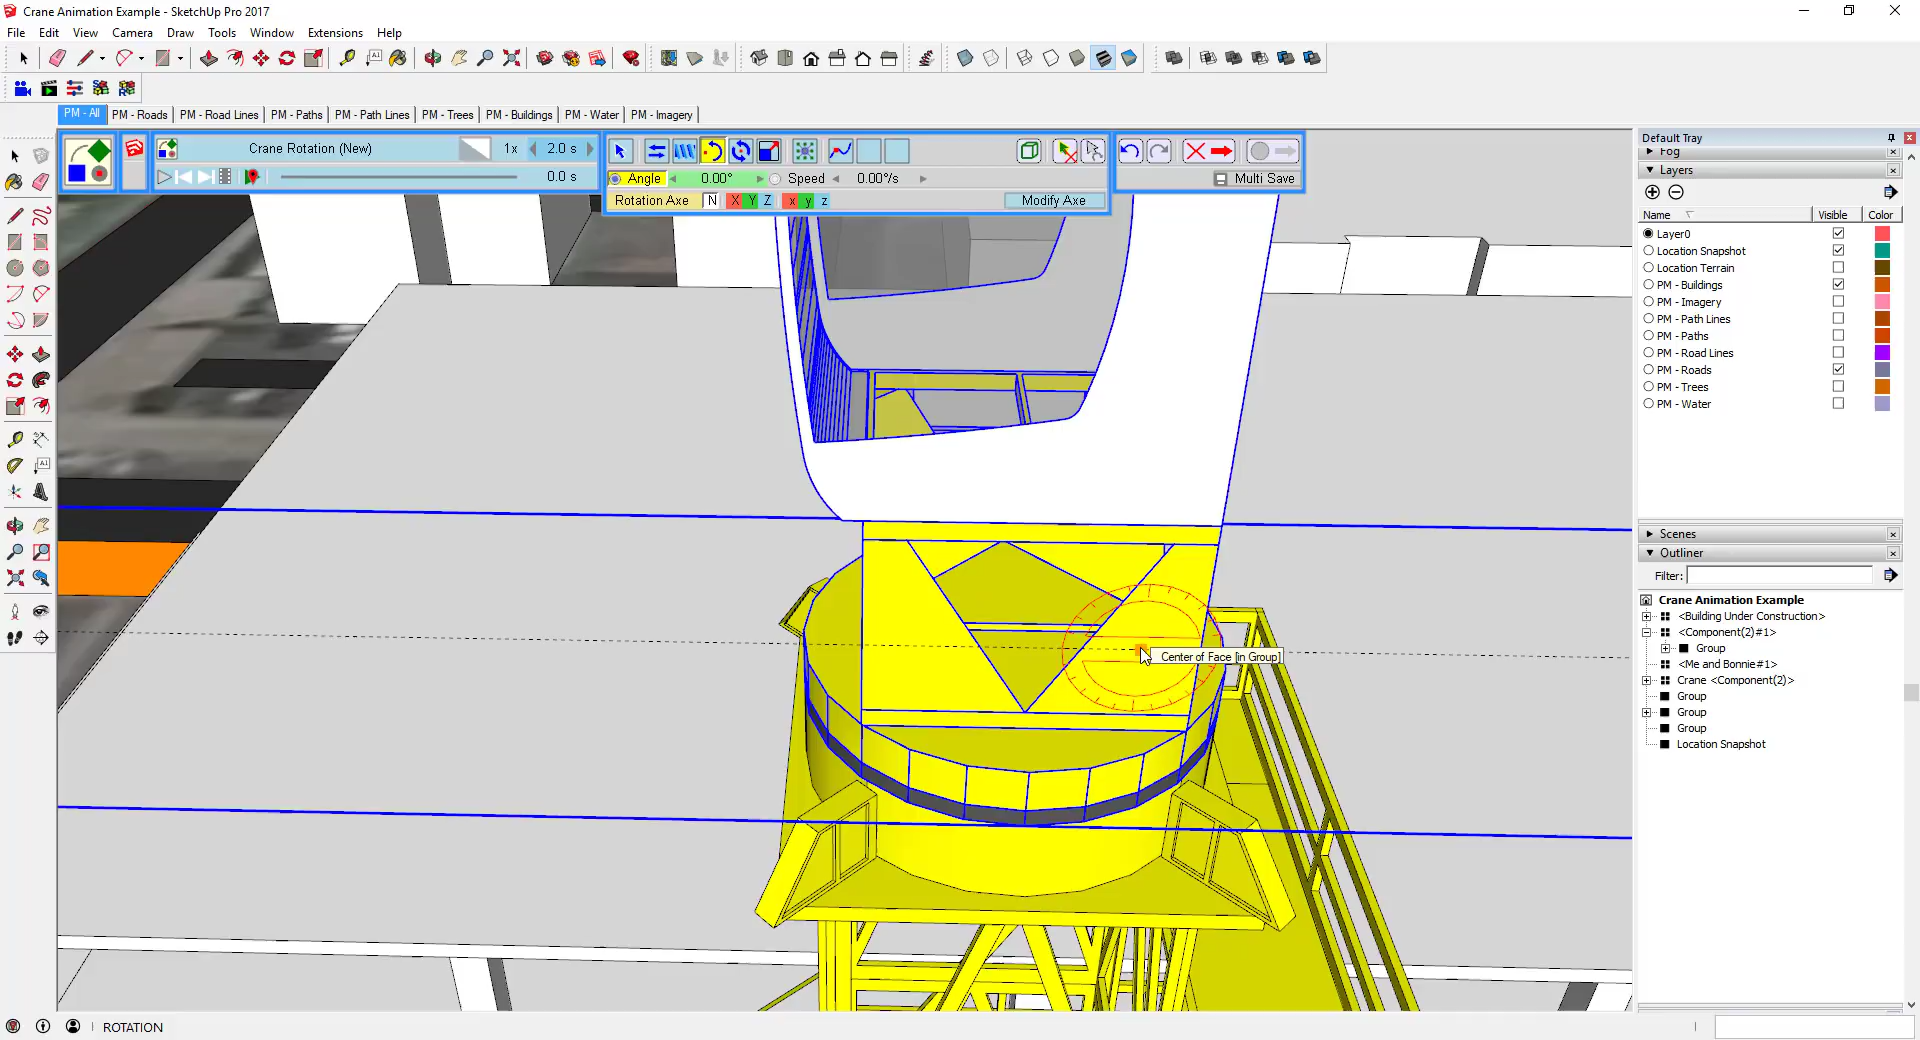 Crane Animation Example - SketchUp Pro 2017
File Edit View Camera Draw Tools Window Extensions Help
PM - All PM - Roads PM - Road Lines PM - Paths PM - Path Lines PM - Trees PM - Buildings PM - Water PM - Imagery
Default Tray
Crane Rotation (New) 1x 2.0 s
0.0 s
Angle 0.00° Speed 0.00°/s
Rotation Axe N X Y Z x y z Modify Axe
Multi Save
Fog
Layers
Name Visible Color
Layer0
Location Snapshot
Location Terrain
PM - Buildings
PM - Imagery
PM - Path Lines
PM - Paths
PM - Road Lines
PM - Roads
PM - Trees
PM - Water
Scenes
Outliner
Filter:
Crane Animation Example
<Building Under Construction>
<Component(2)#1>
Group
<Me and Bonnie#1>
Crane <Component(2)>
Group
Group
Group
Location Snapshot
Center of Face [in Group]
ROTATION